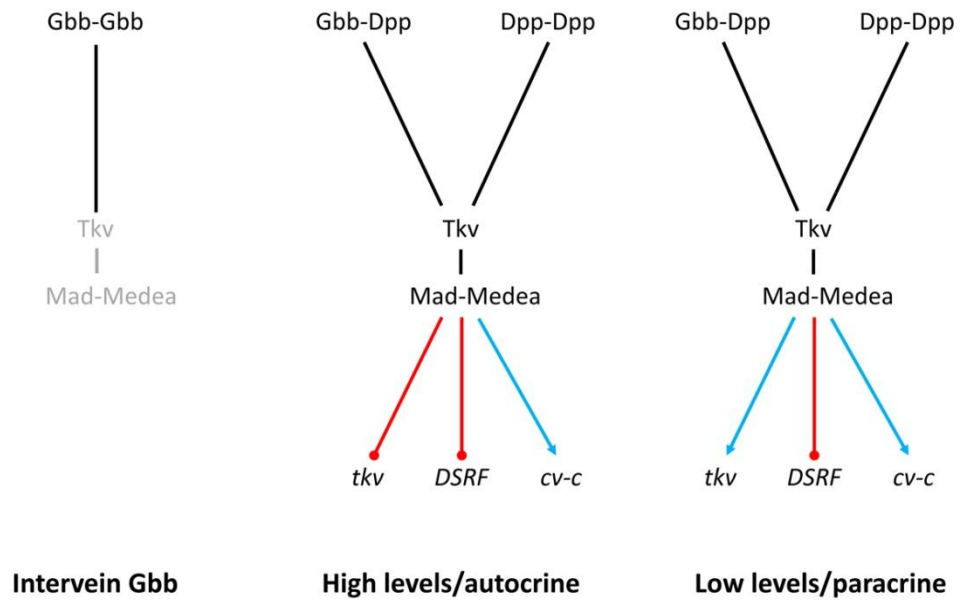 Gbb-Gbb Gbb-Dpp Dpp-Dpp Gbb-Dpp Dpp-Dpp
Tkv Tkv Tkv
Mad-Medea Mad-Medea Mad-Medea
tkv DSRF cv-c tkv DSRF cv-c
Intervein Gbb High levels/autocrine Low levels/paracrine